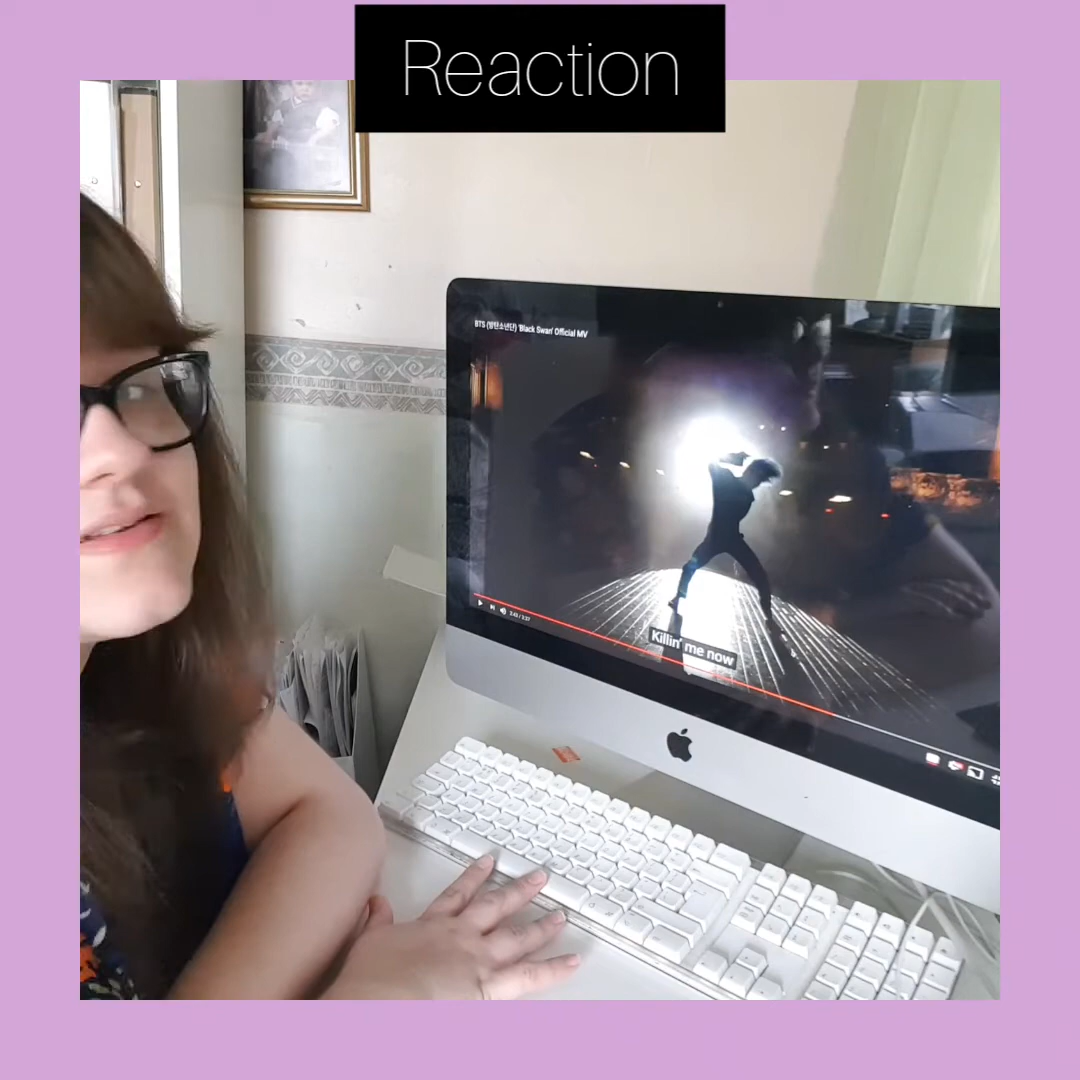 Reaction
BTS (방탄소년단) 'Black Swan' Official MV
Killin' me now